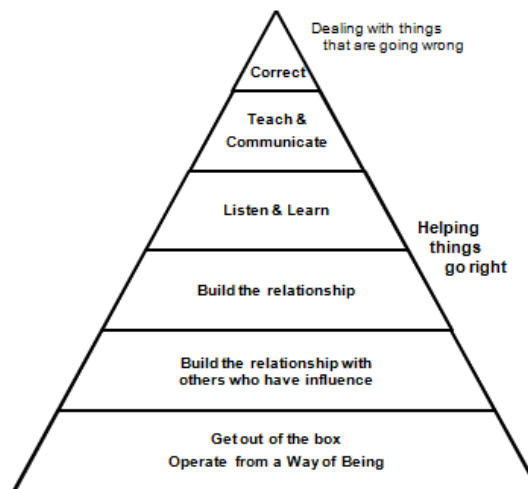 Dealing with things
that are going wrong
Correct
Teach &
Communicate
Listen & Learn
Helping
things
go right
Build the relationship
Build the relationship with
others who have influence
Get out of the box
Operate from a Way of Being